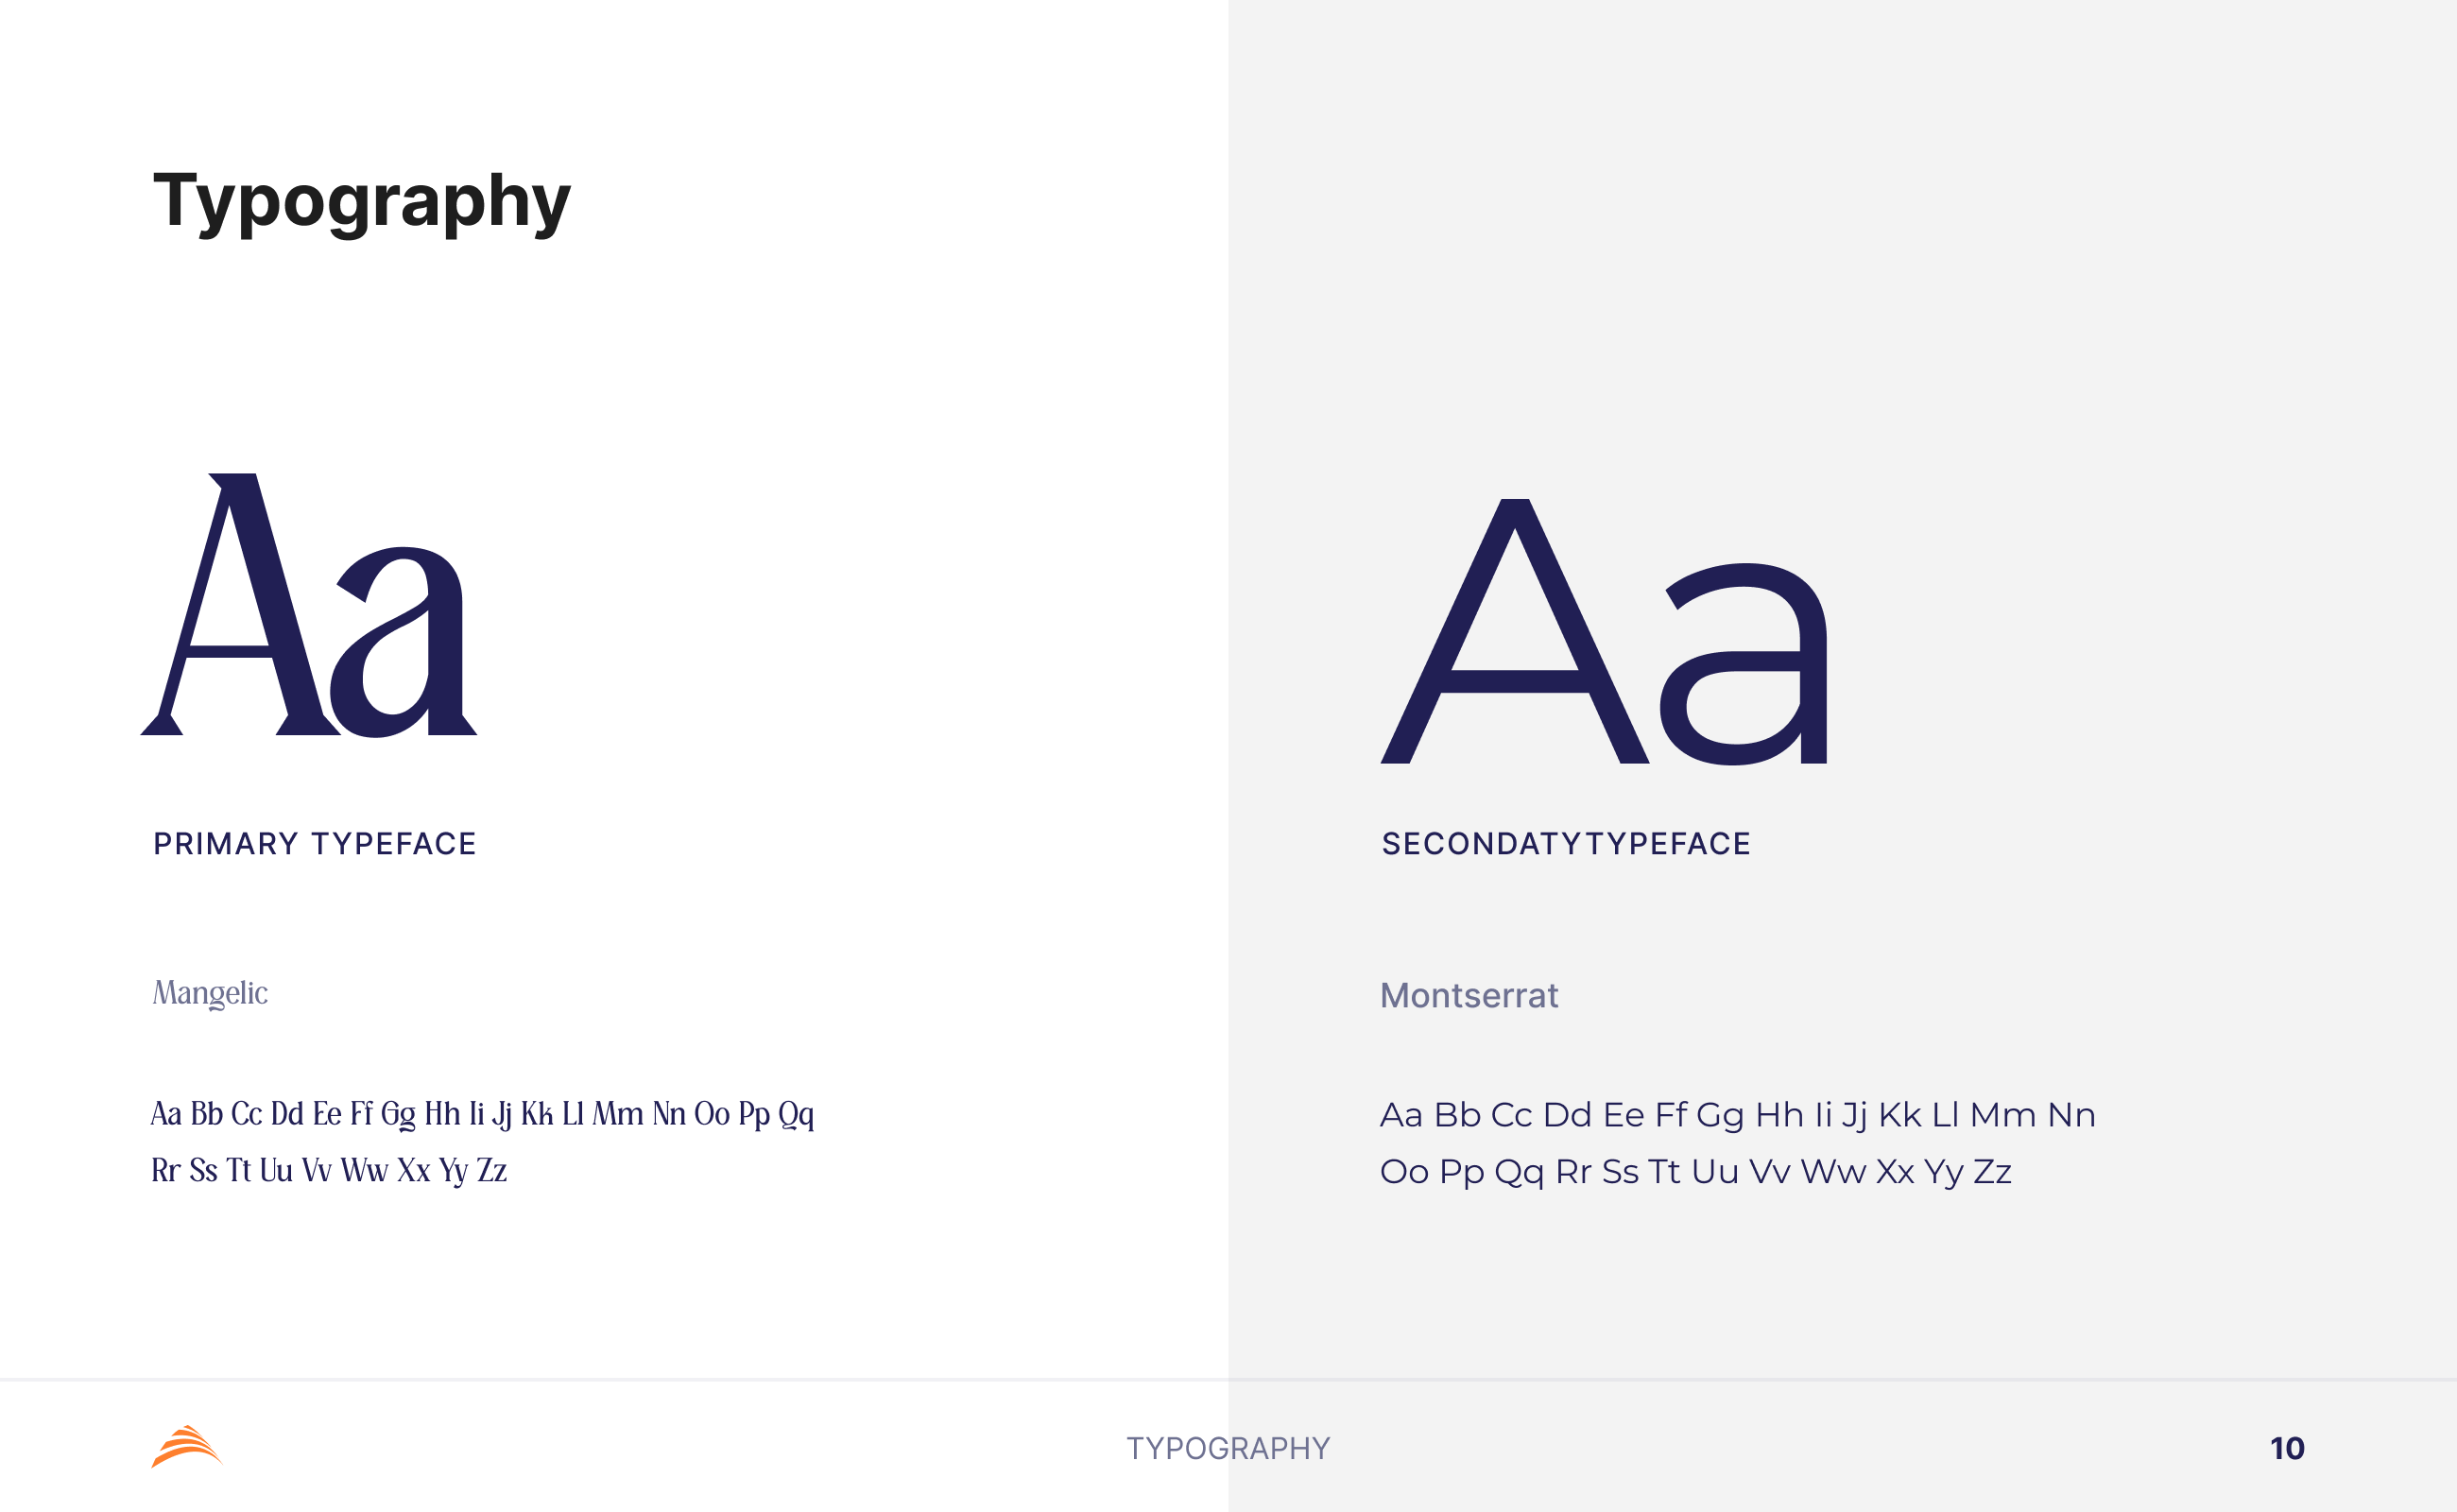 Typography
Aa
PRIMARY TYPEFACE
Mangelic
Aa Bb Cc Dd Ee Ff Gg Hh Ii Jj Kk Ll Mm Nn Oo Pp Qq
Rr Ss Tt Uu Vv Ww Xx Yy Zz
Aa
SECONDATYTYPEFACE
Montserrat
Aa Bb Cc Dd Ee Ff Gg Hh Ii Jj Kk Ll Mm Nn
Oo Pp Qq Rr Ss Tt Uu Vv Ww Xx Yy Zz
TYPOGRAPHY
10